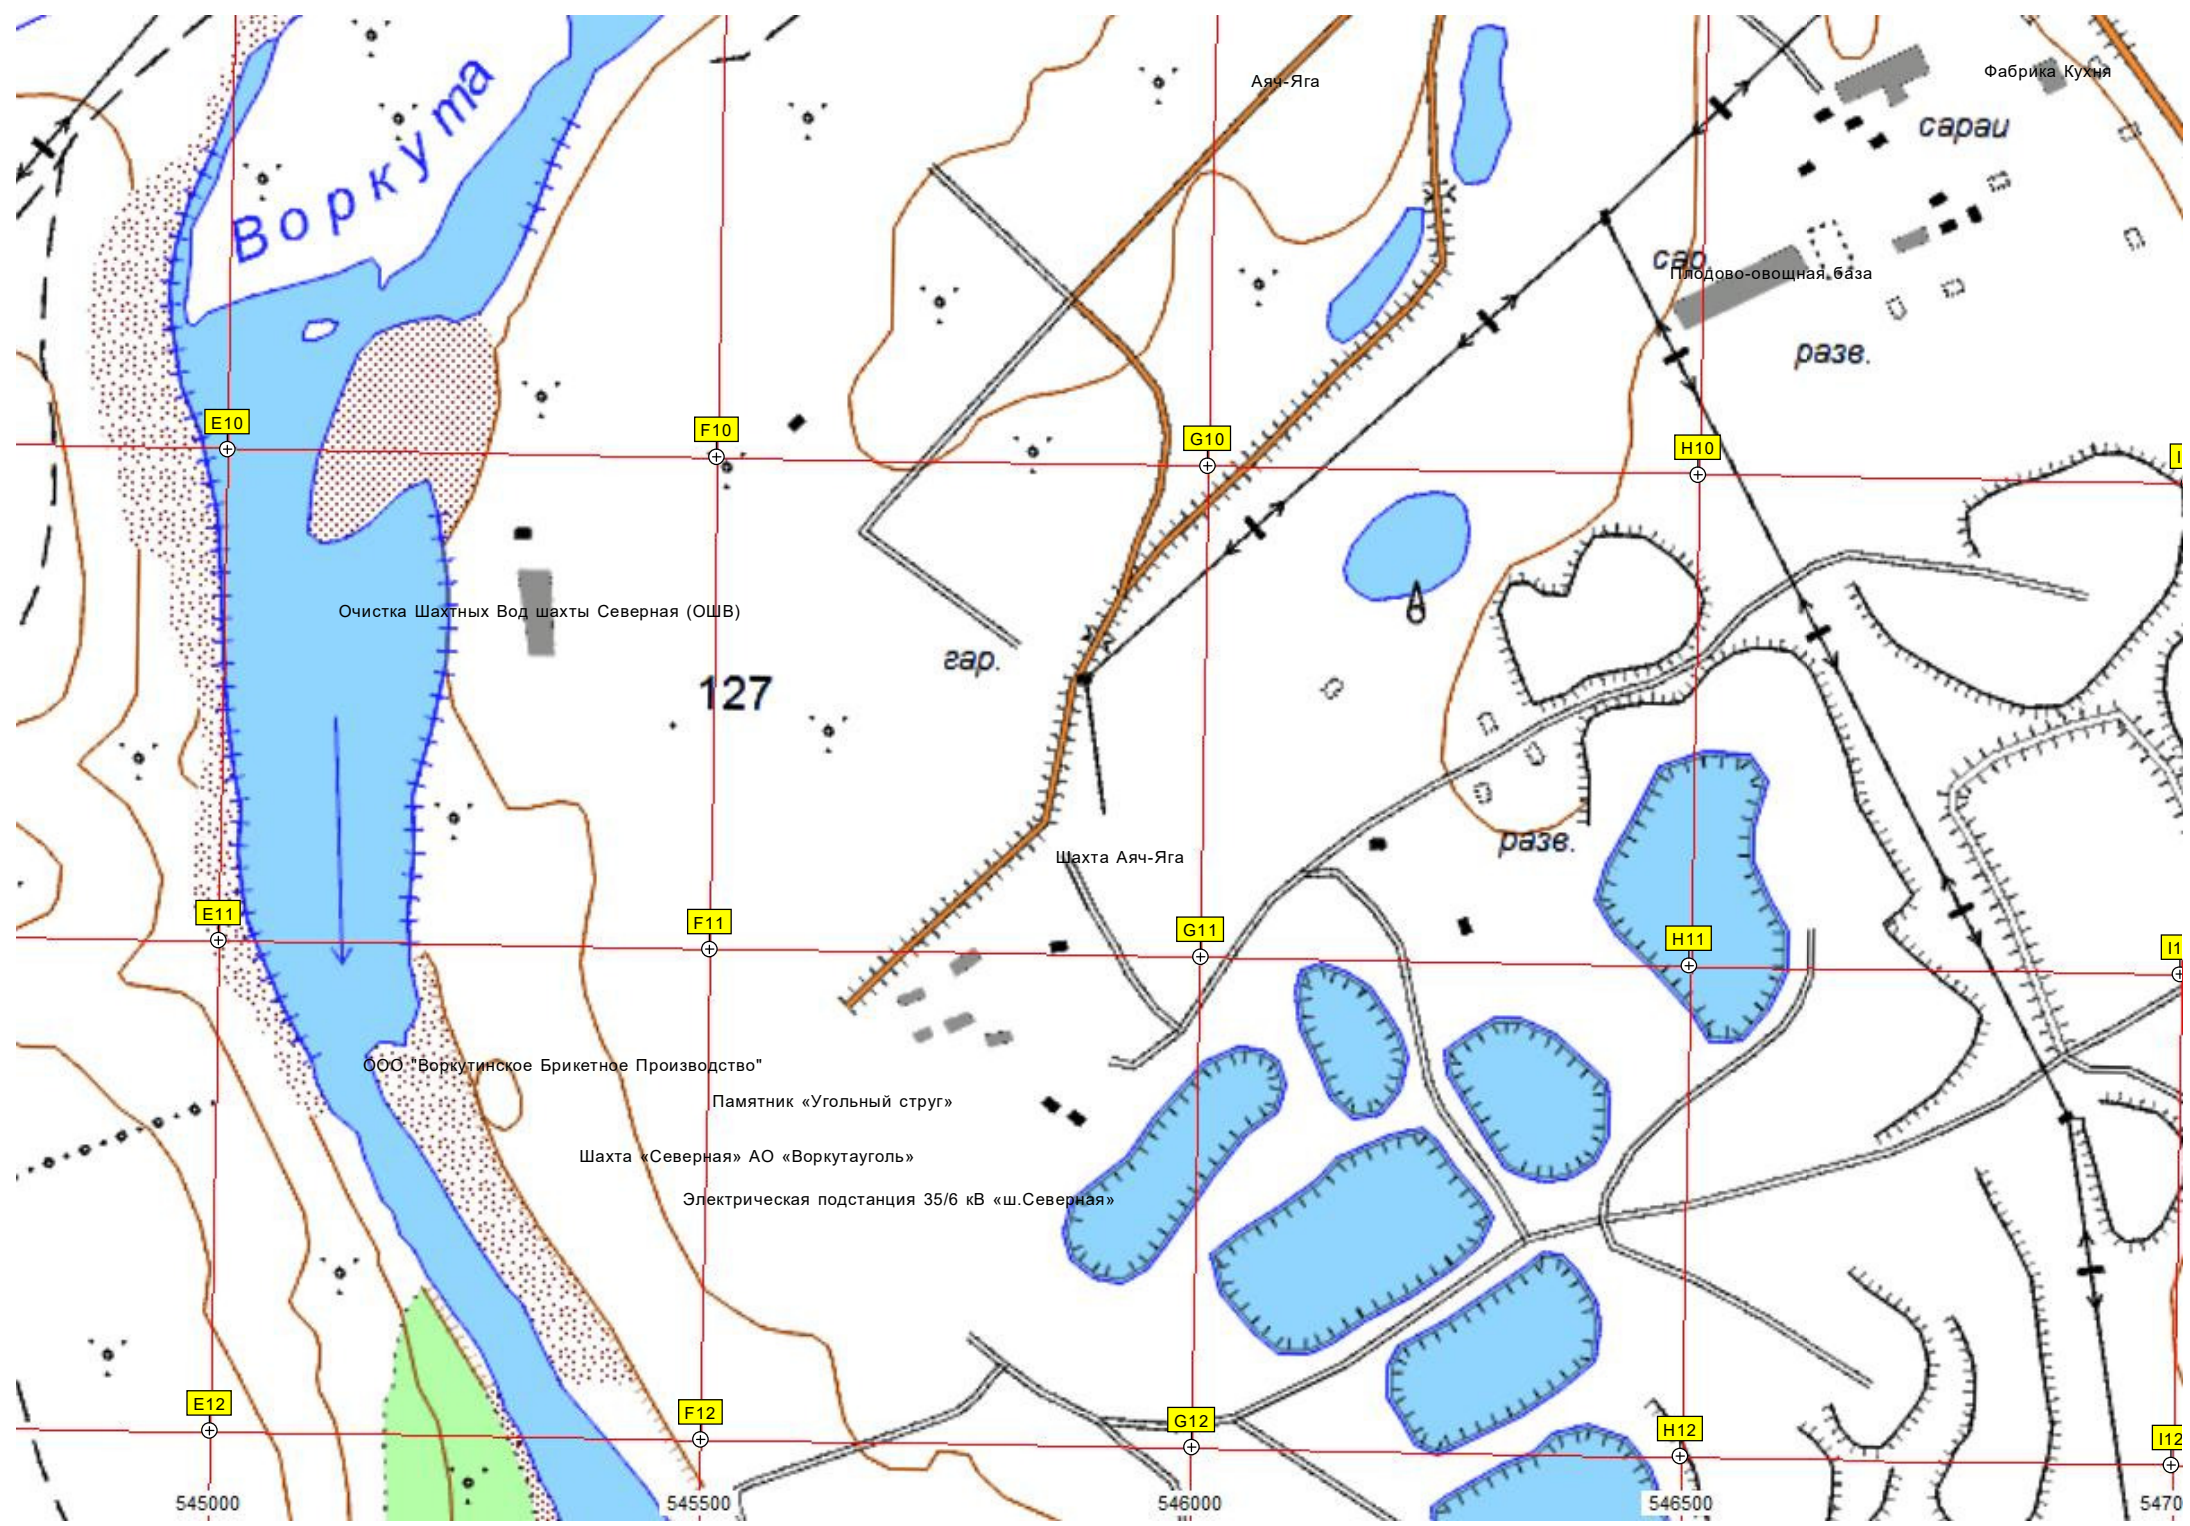 Воркута
Аяч-Яга
Фабрика Кухня
сараи
сар.
Плодово-овощная база
разв.
E10
F10
G10
H10
I
Очистка Шахтных Вод шахты Северная (ОШВ)
гар.
127
разв.
Шахта Аяч-Яга
E11
F11
G11
H11
I1
ООО "Воркутинское Брикетное Производство"
Памятник «Угольный струг»
Шахта «Северная» АО «Воркутауголь»
Электрическая подстанция 35/6 кВ «ш.Северная»
E12
F12
G12
H12
I12
545000
545500
546000
546500
5470